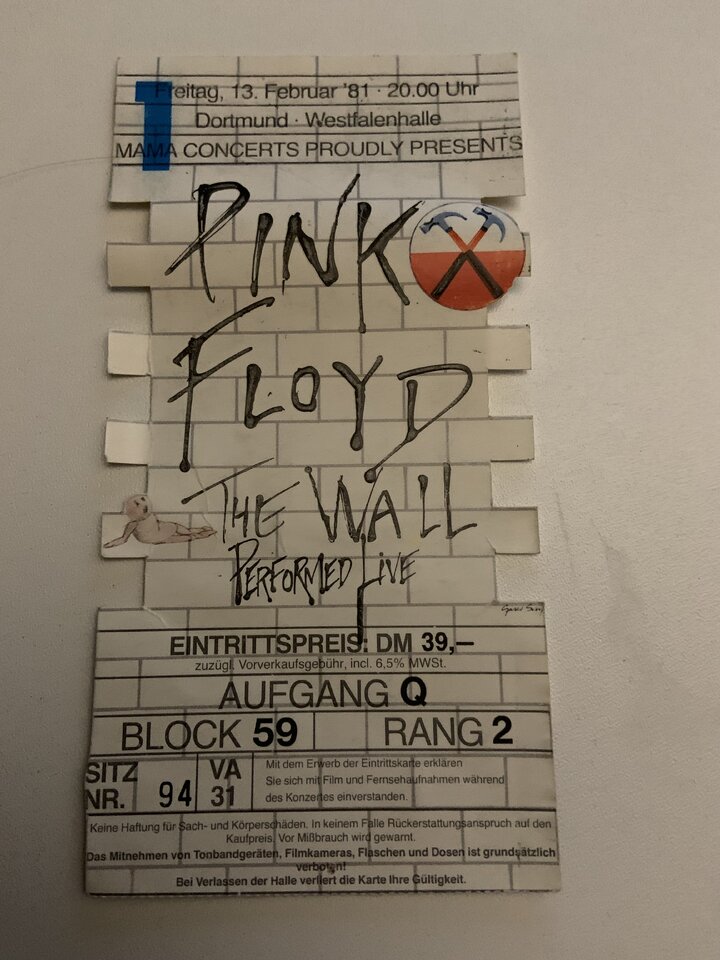 1
Freitag, 13. Februar '81 · 20.00 Uhr
Dortmund · Westfalenhalle
MAMA CONCERTS PROUDLY PRESENTS
PINK
FLOYD
THE WALL
PERFORMED LIVE
EINTRITTSPREIS: DM 39,—
zuzügl. Vorverkaufsgebühr, incl. 6,5% MWSt.
AUFGANG Q
BLOCK 59 RANG 2
SITZ NR. 94
VA 31
Mit dem Erwerb der Eintrittskarte erklären
Sie sich mit Film und Fernsehaufnahmen während
des Konzertes einverstanden.
Keine Haftung für Sach- und Körperschäden. In keinem Falle Rückerstattungsanspruch auf den
Kaufpreis. Vor Mißbrauch wird gewarnt.
Das Mitnehmen von Tonbandgeräten, Filmkameras, Flaschen und Dosen ist grundsätzlich
verboten!
Bei Verlassen der Halle verliert die Karte Ihre Gültigkeit.